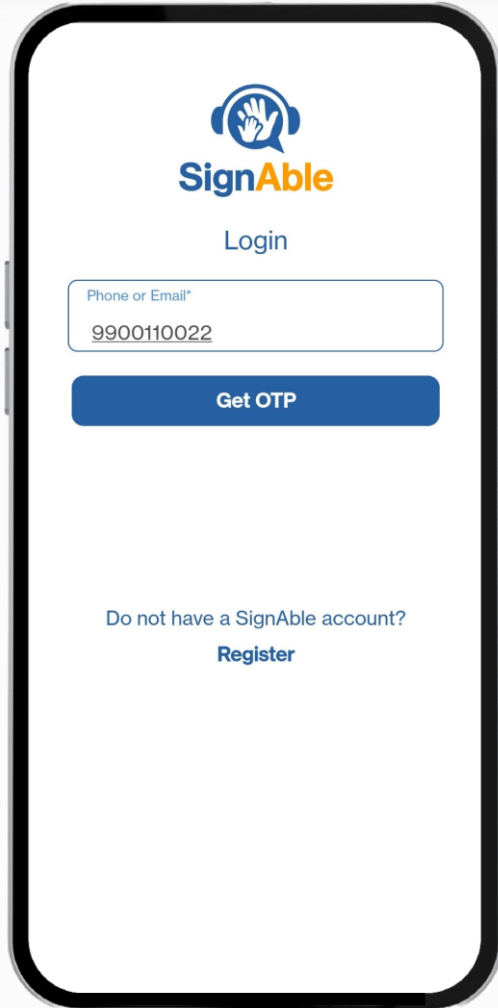 SignAble
Login
Phone or Email*
9900110022
Get OTP
Do not have a SignAble account?
Register